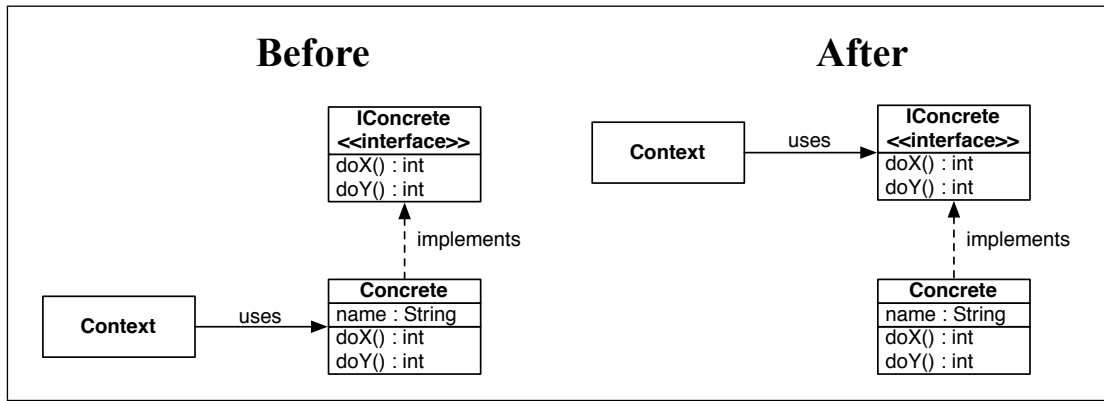 Before
IConcrete
<<interface>>
doX() : int
doY() : int
implements
Context
uses
Concrete
name : String
doX() : int
doY() : int
After
Context
uses
IConcrete
<<interface>>
doX() : int
doY() : int
implements
Concrete
name : String
doX() : int
doY() : int